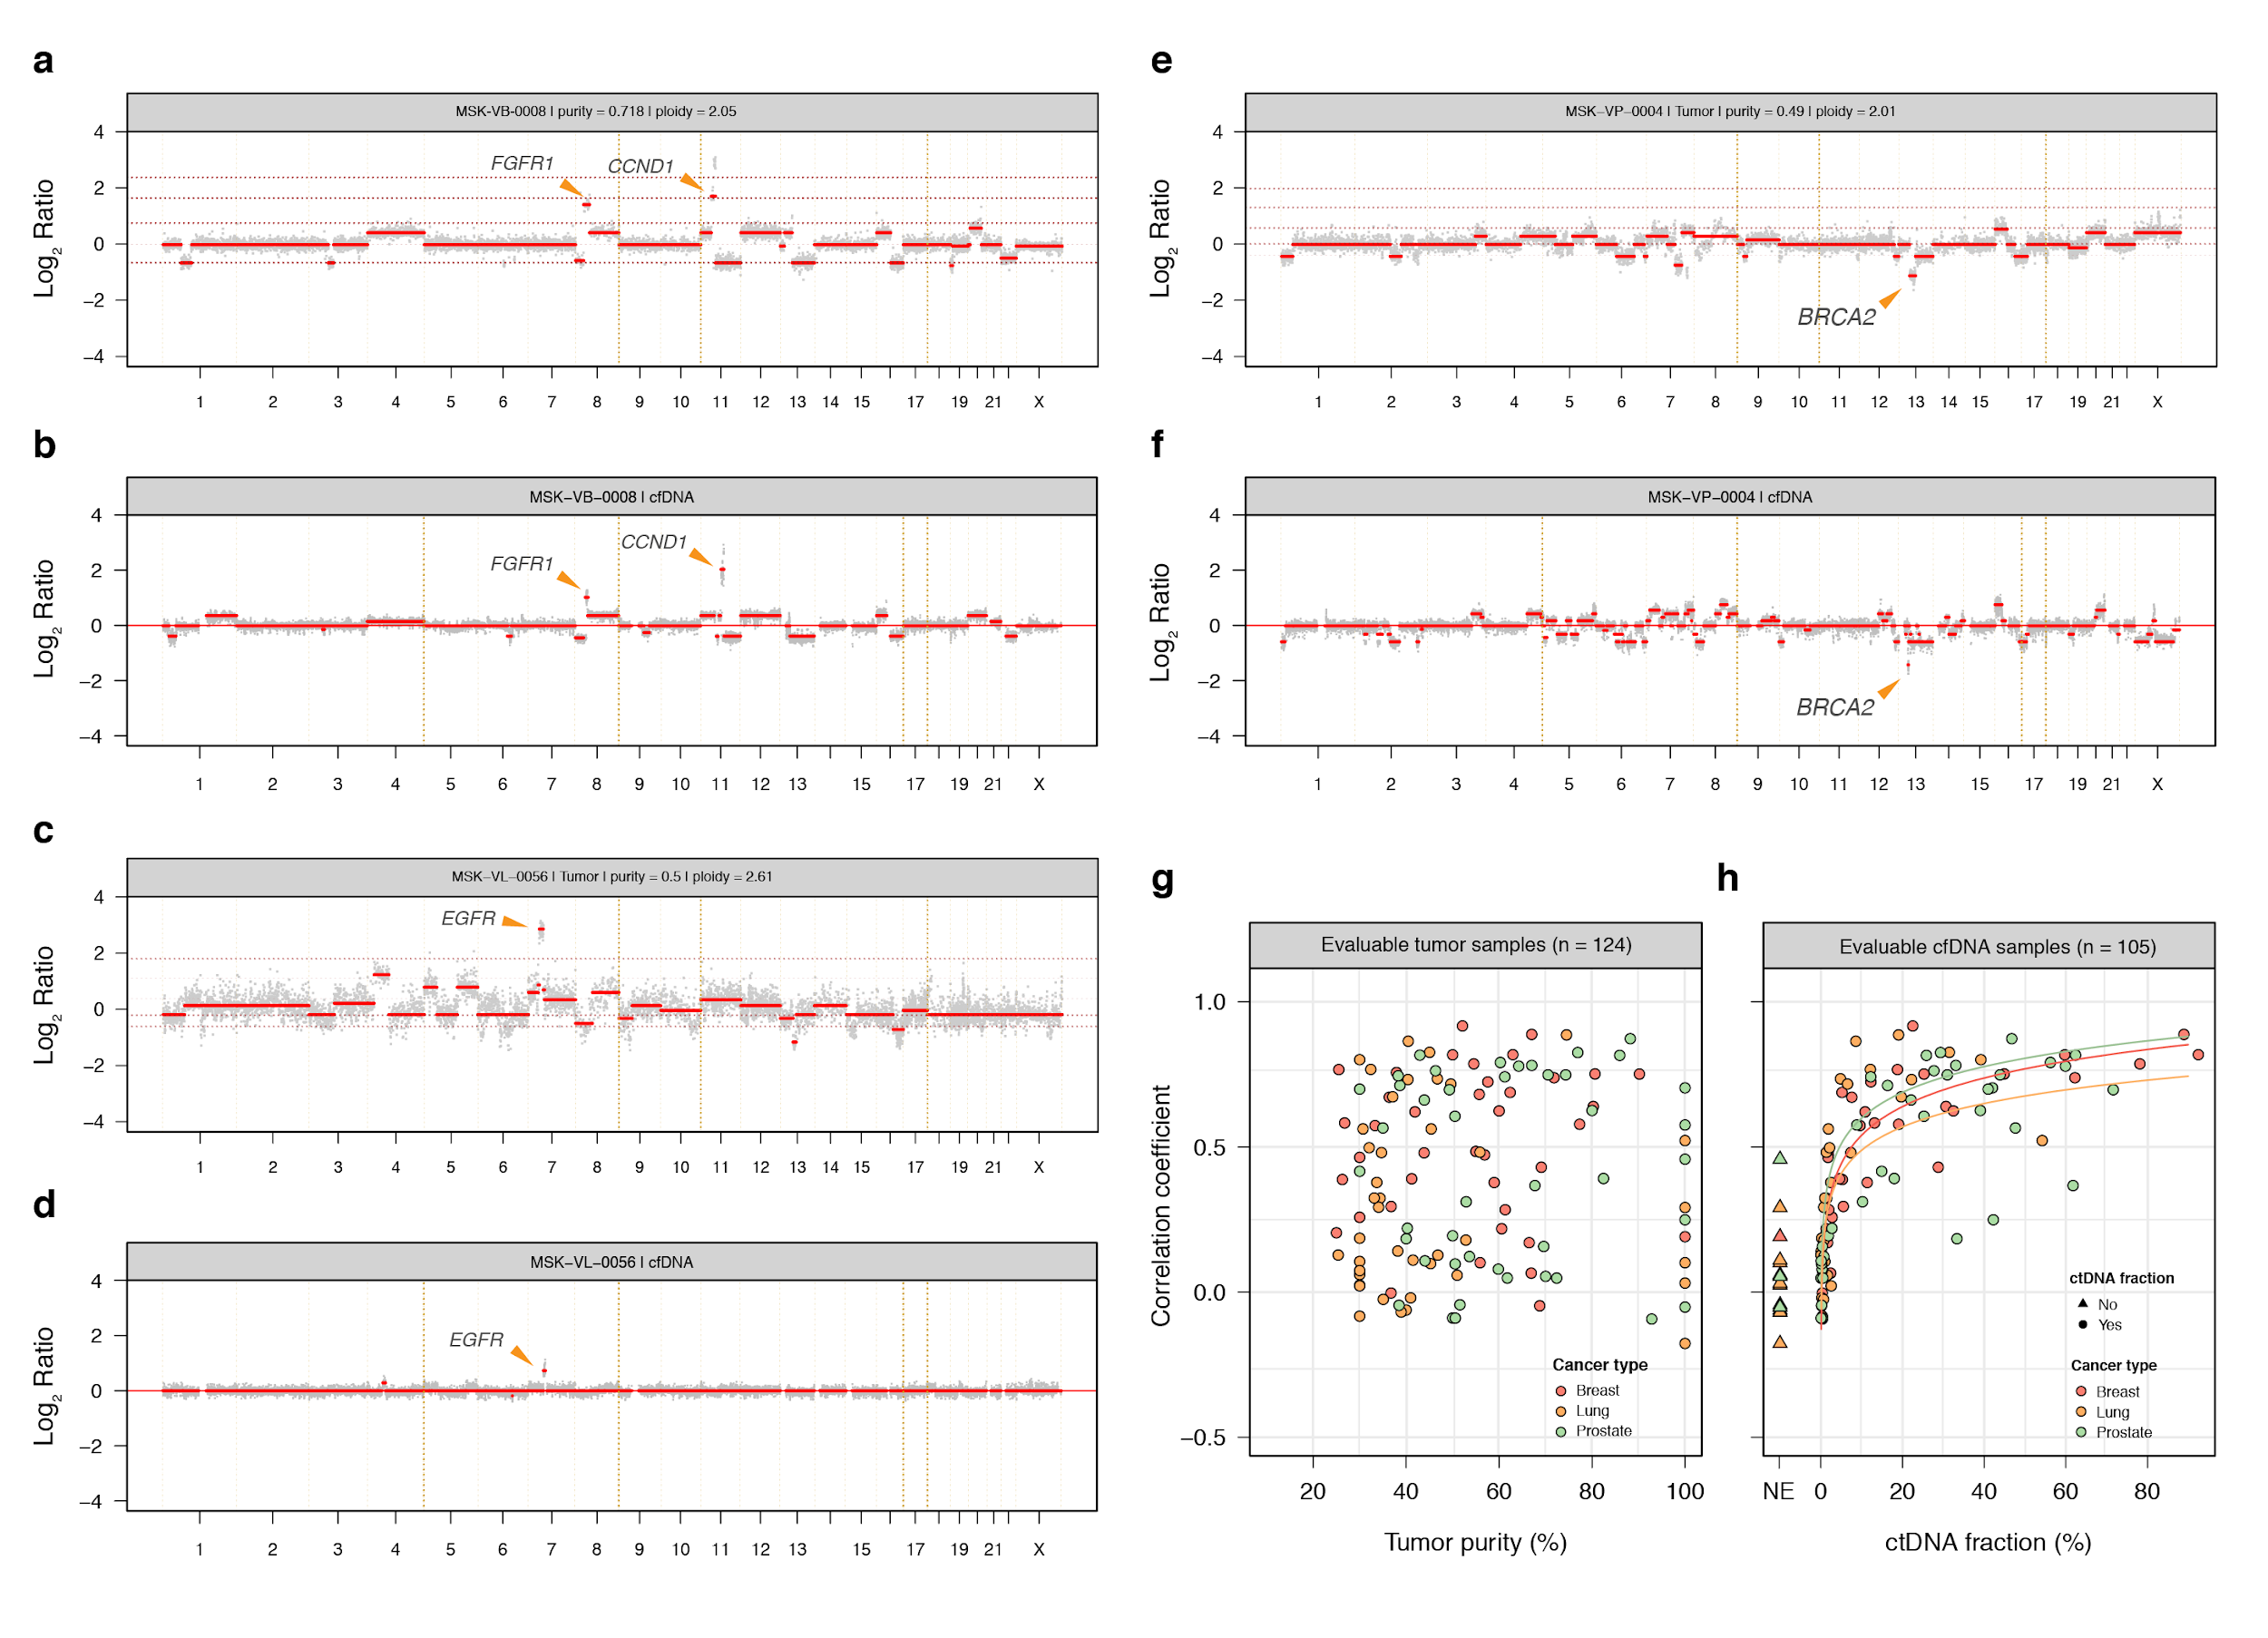 a
MSK-VB-0008 | purity = 0.718 | ploidy = 2.05
Log2 Ratio
4
2
0
−2
−4
FGFR1
CCND1
1 2 3 4 5 6 7 8 9 10 11 12 13 14 15 17 19 21 X
b
MSK−VB−0008 | cfDNA
Log2 Ratio
4
2
0
−2
−4
FGFR1
CCND1
1 2 3 4 5 6 7 8 9 10 11 12 13 14 15 17 19 21 X
c
MSK−VL−0056 | Tumor | purity = 0.5 | ploidy = 2.61
Log2 Ratio
4
2
0
−2
−4
EGFR
1 2 3 4 5 6 7 8 9 10 11 12 13 14 15 17 19 21 X
d
MSK−VL−0056 | cfDNA
Log2 Ratio
4
2
0
−2
−4
EGFR
1 2 3 4 5 6 7 8 9 10 11 12 13 14 15 17 19 21 X
e
MSK−VP−0004 | Tumor | purity = 0.49 | ploidy = 2.01
Log2 Ratio
4
2
0
−2
−4
BRCA2
1 2 3 4 5 6 7 8 9 10 11 12 13 14 15 17 19 21 X
f
MSK−VP−0004 | cfDNA
Log2 Ratio
4
2
0
−2
−4
BRCA2
1 2 3 4 5 6 7 8 9 10 11 12 13 14 15 17 19 21 X
g
Evaluable tumor samples (n = 124)
Correlation coefficient
1.0
0.5
0.0
−0.5
Cancer type
Breast
Lung
Prostate
20 40 60 80 100
Tumor purity (%)
h
Evaluable cfDNA samples (n = 105)
ctDNA fraction
No
Yes
Cancer type
Breast
Lung
Prostate
NE 0 20 40 60 80
ctDNA fraction (%)